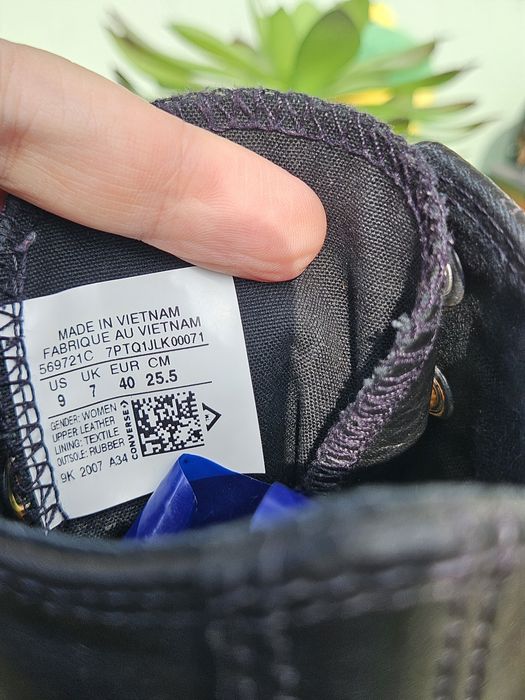 MADE IN VIETNAM
FABRIQUE AU VIETNAM
569721C 7PTQ1JLK00071
US UK EUR CM
9 7 40 25.5
GENDER: WOMEN
UPPER LEATHER
LINING: TEXTILE
OUTSOLE: RUBBER
CONVERSE
9K 2007 A34